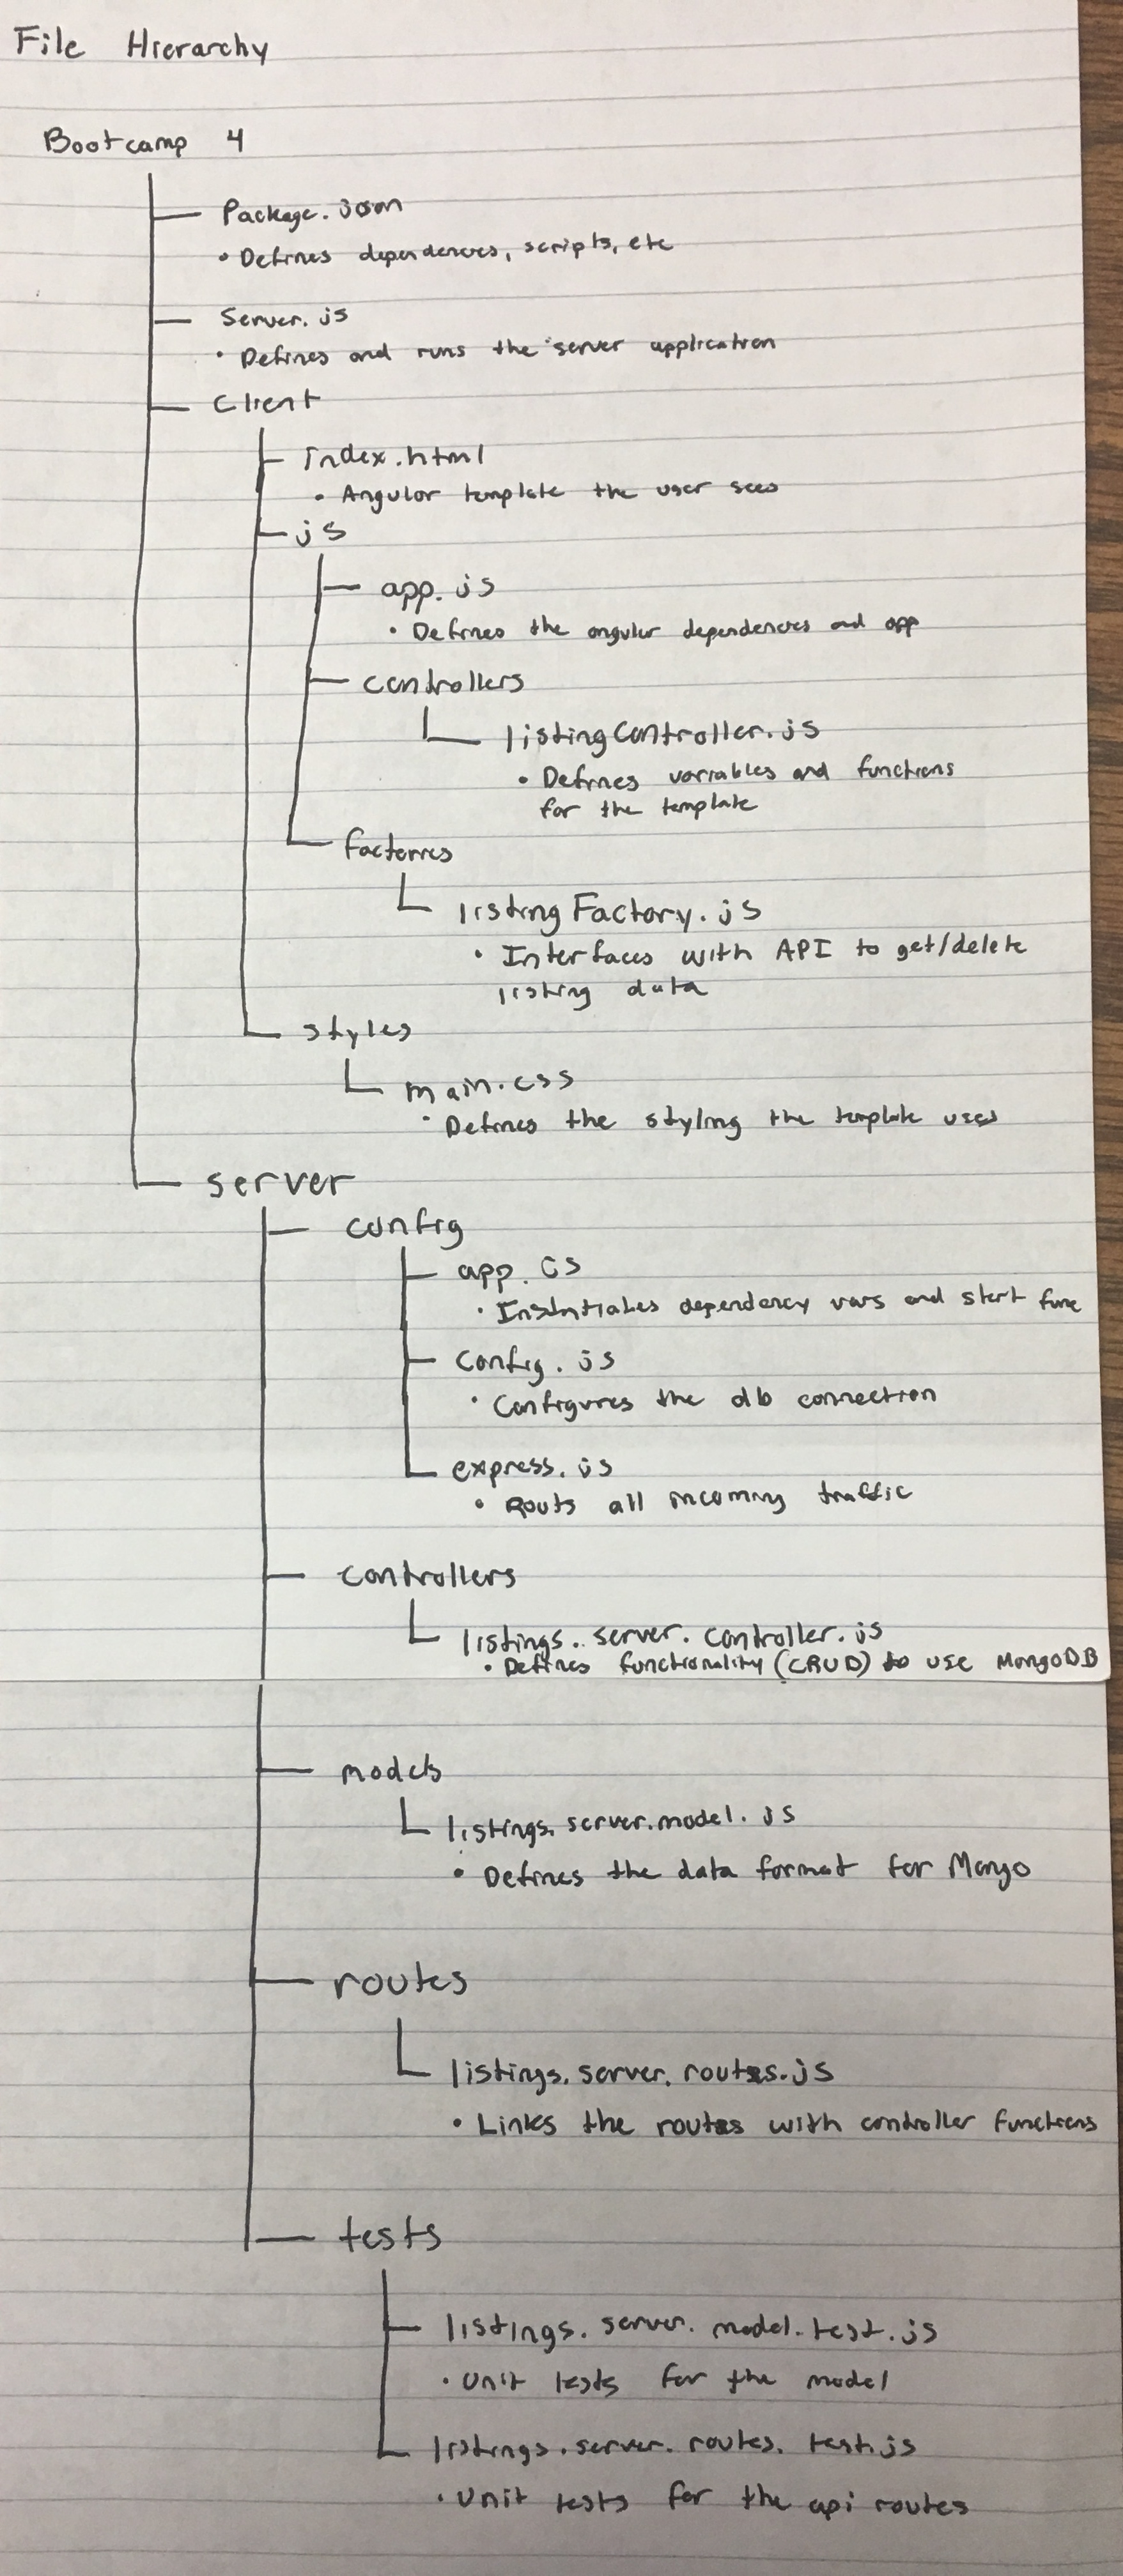 File Hierarchy
Bootcamp 4
Package.json
• Defines dependencies, scripts, etc
Server.js
• Defines and runs the server application
Client
index.html
• Angular template the user sees
js
app.js
• Defines the angular dependencies and app
controllers
listingController.js
• Defines variables and functions
for the template
factories
listingFactory.js
• Interfaces with API to get/delete
listing data
styles
main.css
• Defines the styling the template uses
server
config
app.js
• Instantiates dependency vars and start func
config.js
• Configures the db connection
express.js
• Routs all incoming traffic
controllers
listings.server.controller.js
• Defines functionality (CRUD) to use MongoDB
models
listings.server.model.js
• Defines the data format for Mongo
routes
listings.server.routes.js
• Links the routes with controller functions
tests
listings.server.model.test.js
• Unit tests for the model
listings.server.routes.test.js
• Unit tests for the api routes